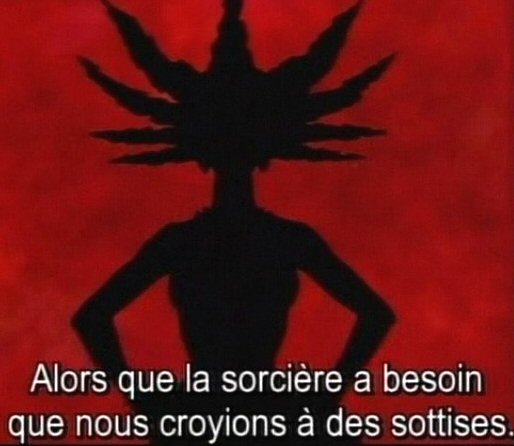 Alors que la sorcière a besoin
que nous croyions à des sottises.